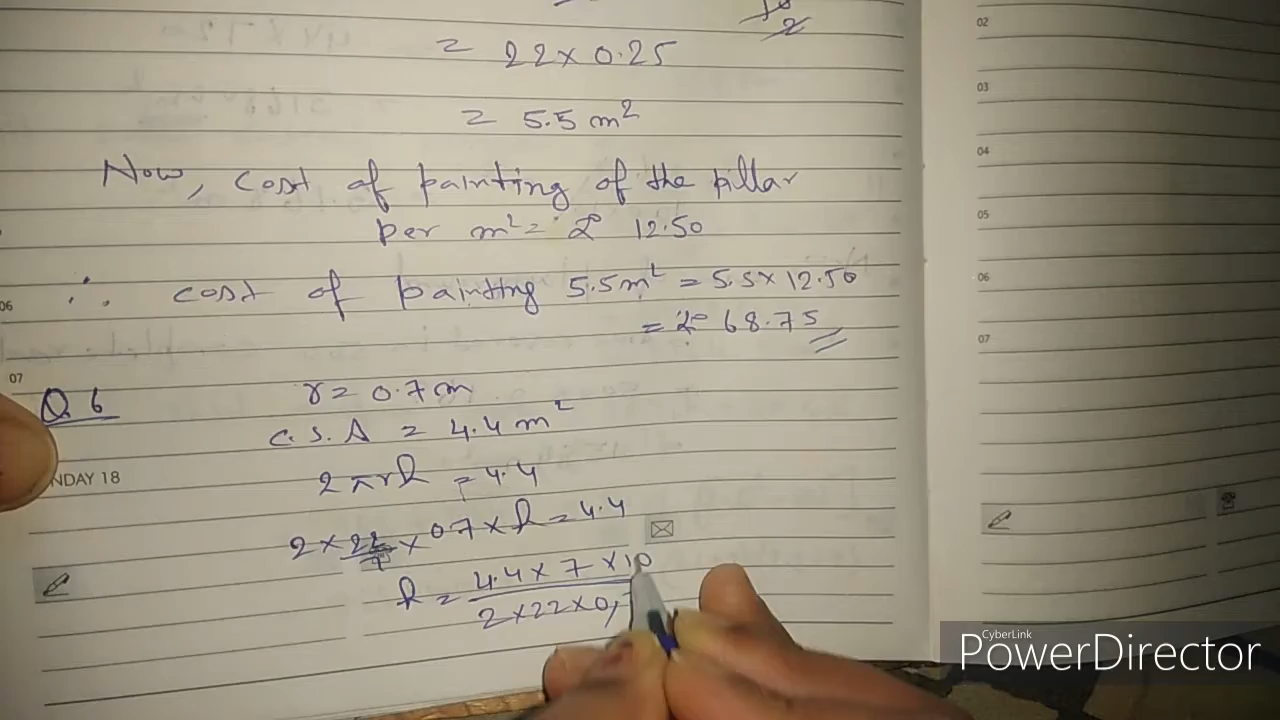 = 22 × 0.25
= 5.5 m²
Now, cost of painting of the pillar
per m² = ₹ 12.50
∴ cost of painting 5.5m² = 5.5 × 12.50
= ₹ 68.75
Q.6
r = 0.7 m
C.S.A = 4.4 m²
2πrh = 4.4
2 × 22/7 × 0.7 × h = 4.4
h = 4.4 × 7 × 10
2 × 22 × 0.7
06
07
NDAY 18
02
03
04
05
06
07
CyberLink
PowerDirector